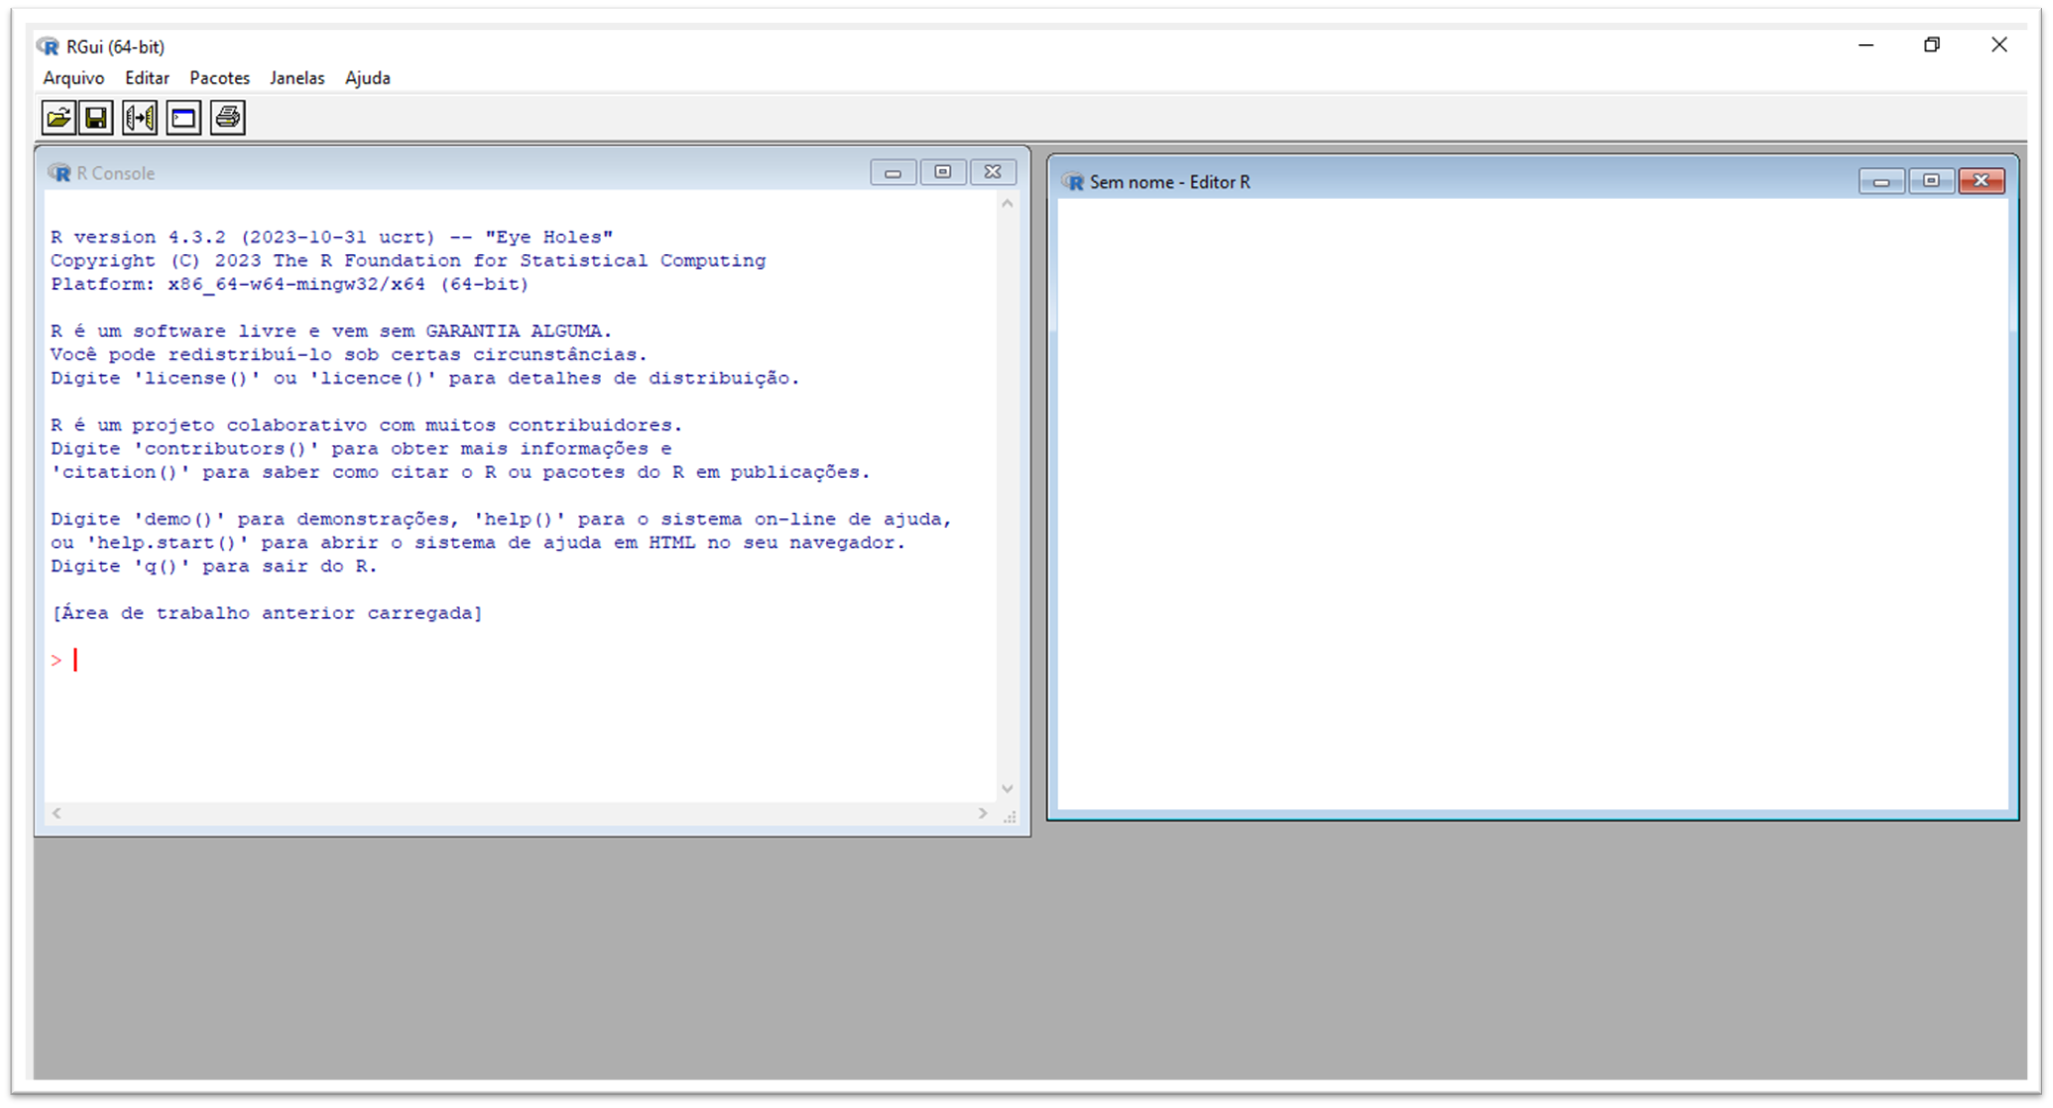 RGui (64-bit)
Arquivo Editar Pacotes Janelas Ajuda
R Console
R version 4.3.2 (2023-10-31 ucrt) -- "Eye Holes"
Copyright (C) 2023 The R Foundation for Statistical Computing
Platform: x86_64-w64-mingw32/x64 (64-bit)
R é um software livre e vem sem GARANTIA ALGUMA.
Você pode redistribuí-lo sob certas circunstâncias.
Digite 'license()' ou 'licence()' para detalhes de distribuição.
R é um projeto colaborativo com muitos contribuidores.
Digite 'contributors()' para obter mais informações e
'citation()' para saber como citar o R ou pacotes do R em publicações.
Digite 'demo()' para demonstrações, 'help()' para o sistema on-line de ajuda,
ou 'help.start()' para abrir o sistema de ajuda em HTML no seu navegador.
Digite 'q()' para sair do R.
[Área de trabalho anterior carregada]
>
Sem nome - Editor R